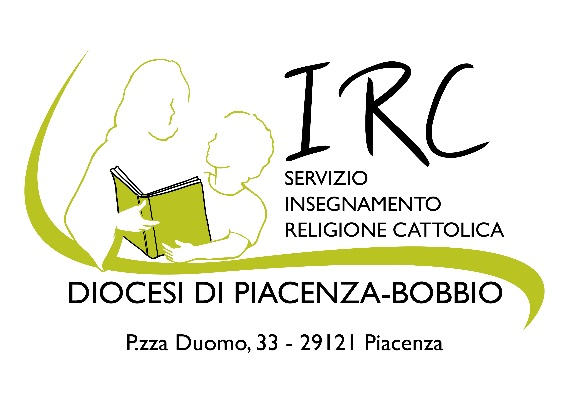 IRC
SERVIZIO
INSEGNAMENTO
RELIGIONE CATTOLICA
DIOCESI DI PIACENZA-BOBBIO
P.zza Duomo, 33 - 29121 Piacenza